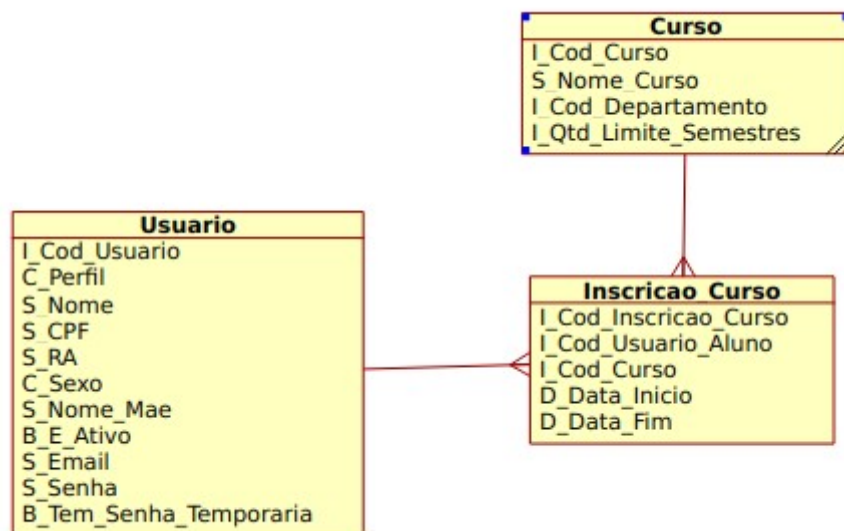 Curso
I_Cod_Curso
S_Nome_Curso
I_Cod_Departamento
I_Qtd_Limite_Semestres
Usuario
I_Cod_Usuario
C_Perfil
S_Nome
S_CPF
S_RA
C_Sexo
S_Nome_Mae
B_E_Ativo
S_Email
S_Senha
B_Tem_Senha_Temporaria
Inscricao_Curso
I_Cod_Inscricao_Curso
I_Cod_Usuario_Aluno
I_Cod_Curso
D_Data_Inicio
D_Data_Fim